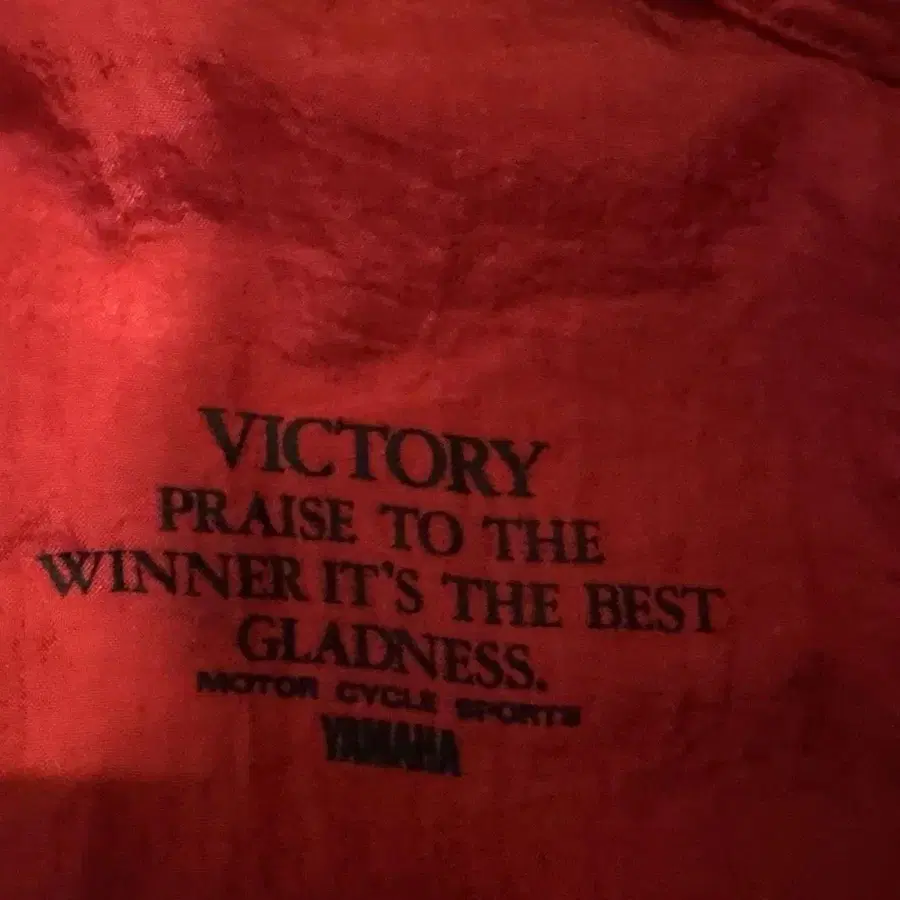 VICTORY
PRAISE TO THE
WINNER IT'S THE BEST
GLADNESS.
MOTOR CYCLE SPORTS
YAMAHA